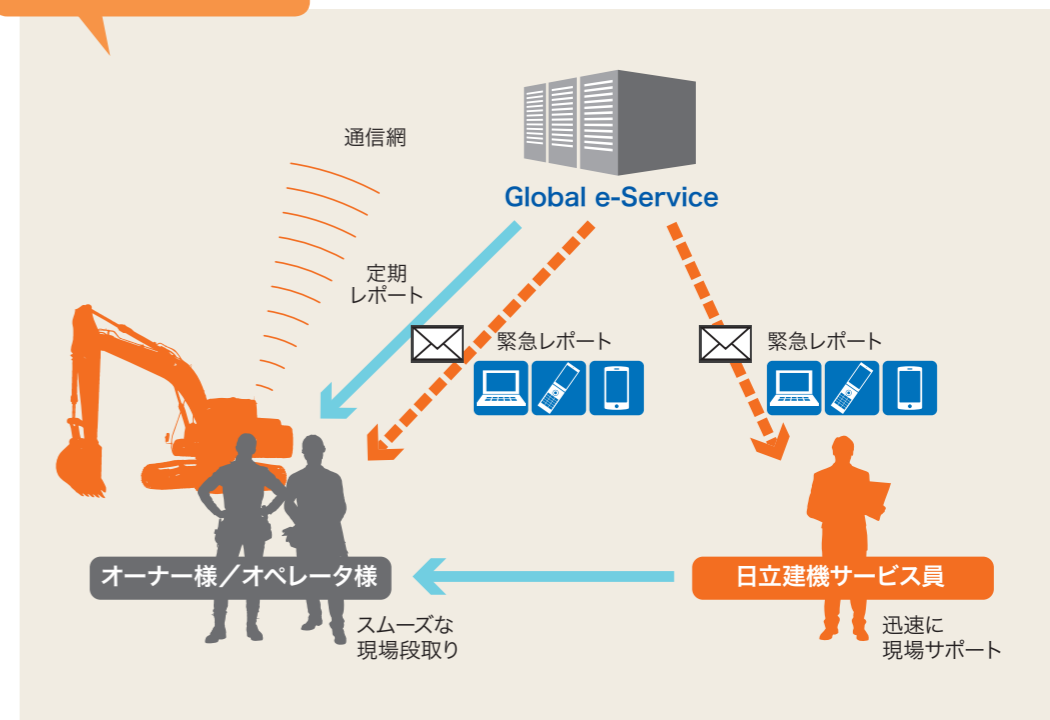 通信網
Global e-Service
定期
レポート
緊急レポート
緊急レポート
オーナー様／オペレータ様
日立建機サービス員
スムーズな
現場段取り
迅速に
現場サポート